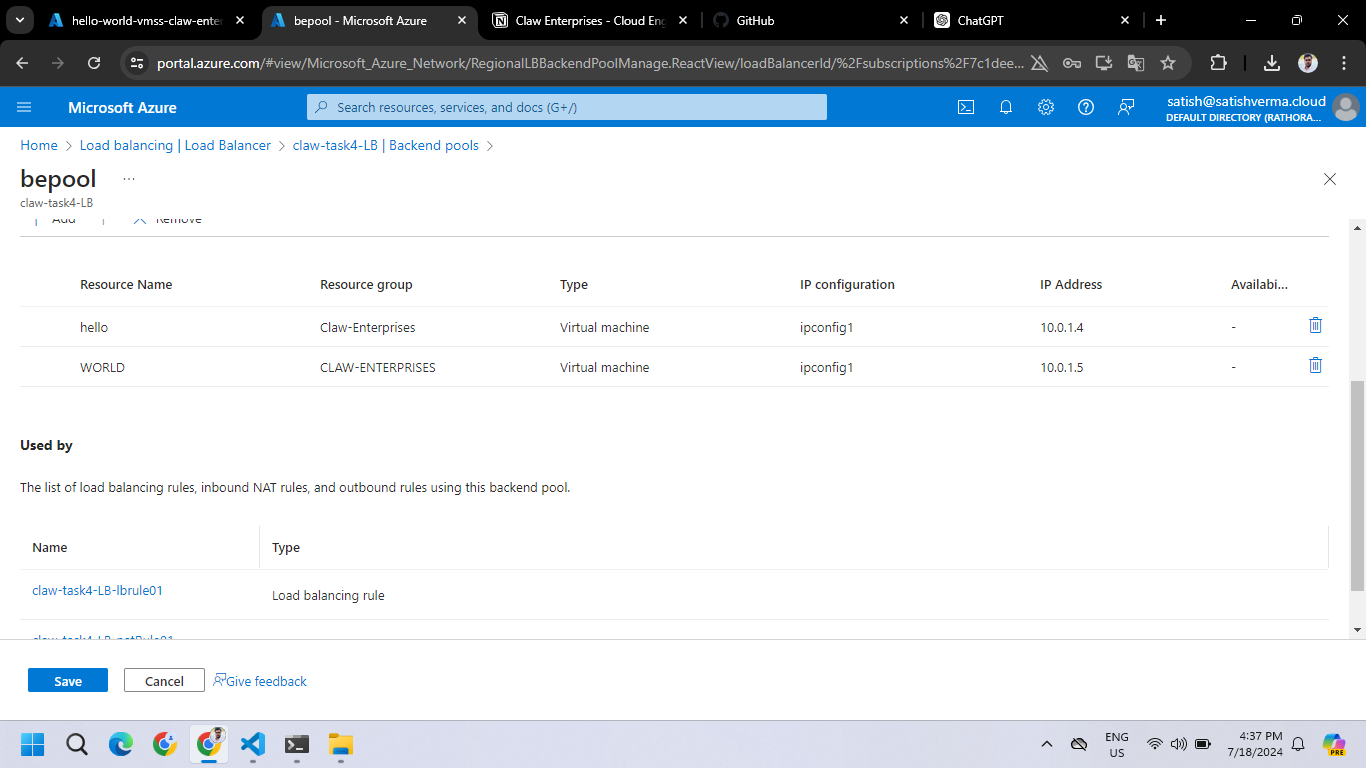 hello-world-vmss-claw-enter
bepool - Microsoft Azure
Claw Enterprises - Cloud Eng
GitHub
ChatGPT
portal.azure.com/#view/Microsoft_Azure_Network/RegionalLBBackendPoolManage.ReactView/loadBalancerId/%2Fsubscriptions%2F7c1dee...
Microsoft Azure
Search resources, services, and docs (G+/)
satish@satishverma.cloud
DEFAULT DIRECTORY (RATHORA...
Home > Load balancing | Load Balancer > claw-task4-LB | Backend pools >
bepool ...
claw-task4-LB
Add | Remove
Resource Name Resource group Type IP configuration IP Address Availabi...
hello Claw-Enterprises Virtual machine ipconfig1 10.0.1.4 -
WORLD CLAW-ENTERPRISES Virtual machine ipconfig1 10.0.1.5 -
Used by
The list of load balancing rules, inbound NAT rules, and outbound rules using this backend pool.
Name Type
claw-task4-LB-lbrule01 Load balancing rule
claw-task4-LB-natRule01
Save Cancel Give feedback
ENG
US
4:37 PM
7/18/2024
PRE